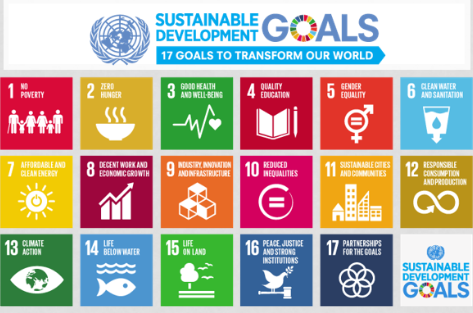 SUSTAINABLE
DEVELOPMENT
GOALS
17 GOALS TO TRANSFORM OUR WORLD
1 NO
POVERTY
2 ZERO
HUNGER
3 GOOD HEALTH
AND WELL-BEING
4 QUALITY
EDUCATION
5 GENDER
EQUALITY
6 CLEAN WATER
AND SANITATION
7 AFFORDABLE AND
CLEAN ENERGY
8 DECENT WORK AND
ECONOMIC GROWTH
9 INDUSTRY, INNOVATION
AND INFRASTRUCTURE
10 REDUCED
INEQUALITIES
11 SUSTAINABLE CITIES
AND COMMUNITIES
12 RESPONSIBLE
CONSUMPTION
AND PRODUCTION
13 CLIMATE
ACTION
14 LIFE
BELOW WATER
15 LIFE
ON LAND
16 PEACE, JUSTICE
AND STRONG
INSTITUTIONS
17 PARTNERSHIPS
FOR THE GOALS
SUSTAINABLE
DEVELOPMENT
GOALS